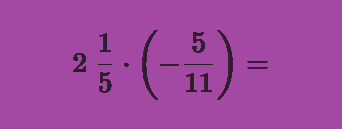 2 1/5 · (−5/11) =